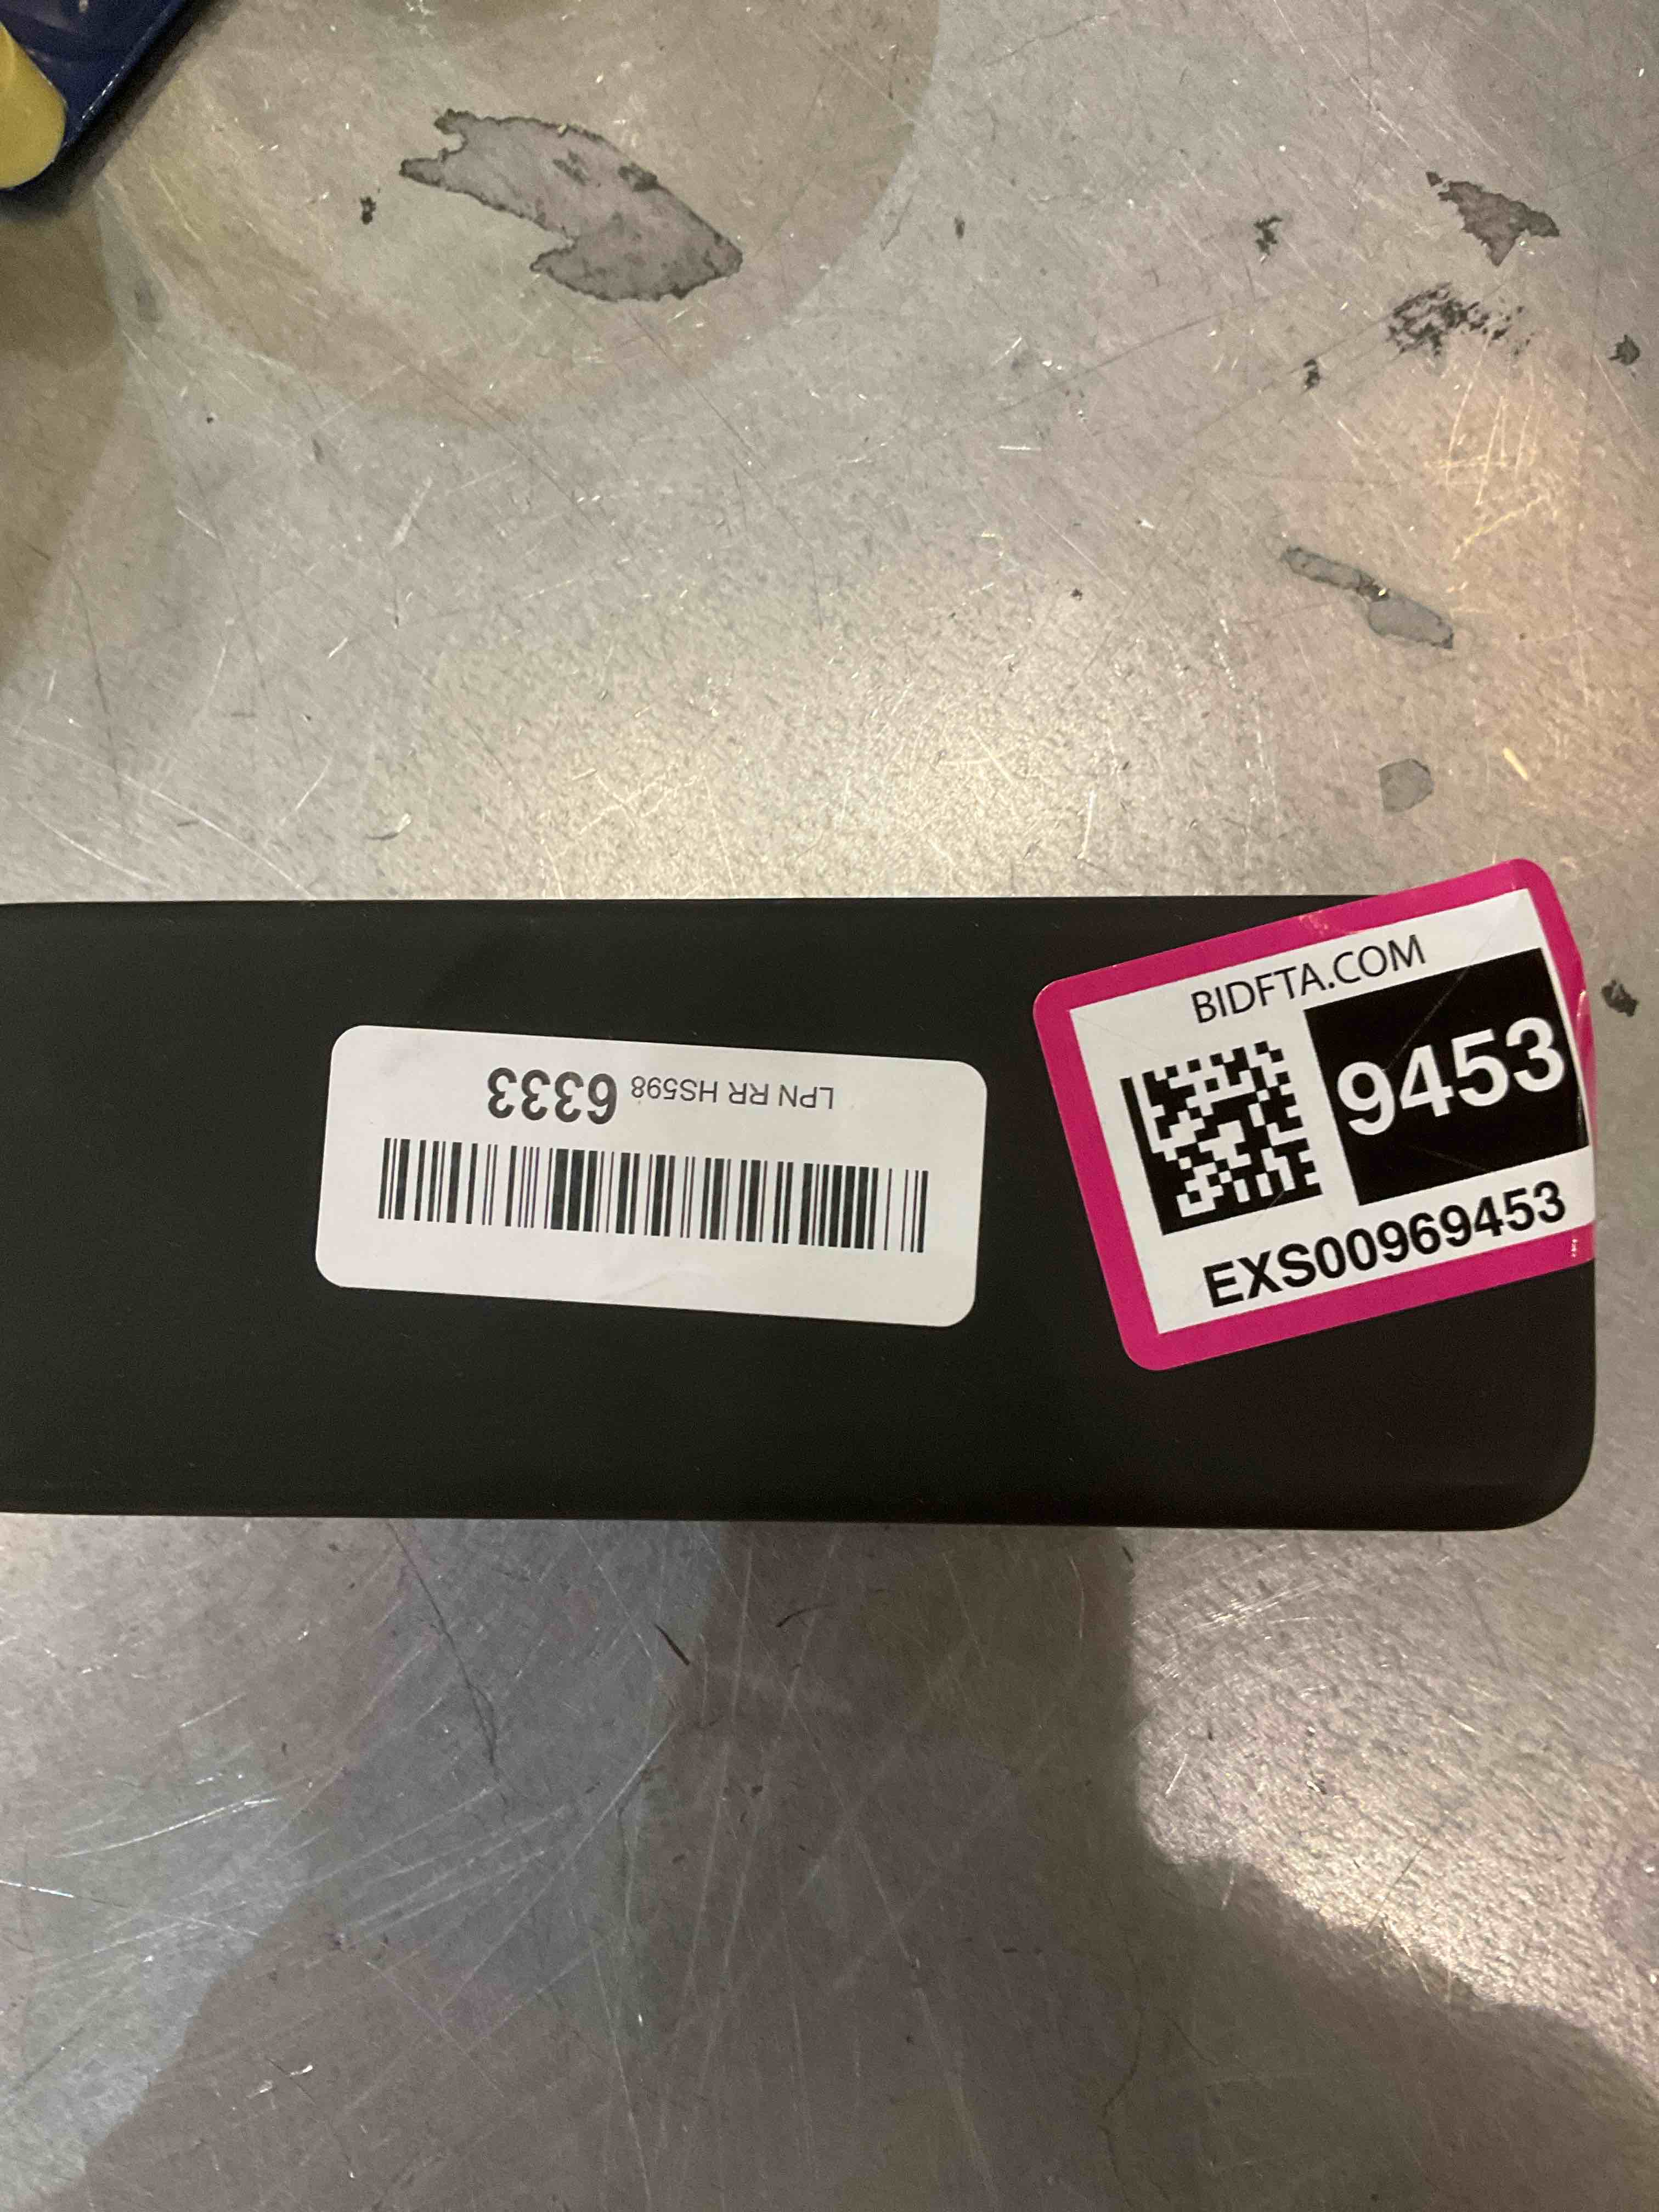 LPN RR HS598 6333
BIDFTA.COM
9453
EXS00969453